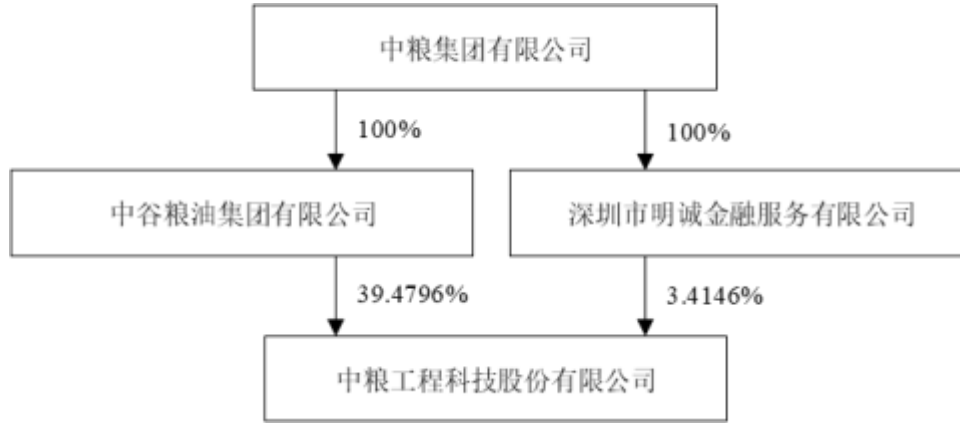 中粮集团有限公司
100%
100%
中谷粮油集团有限公司
深圳市明诚金融服务有限公司
39.4796%
3.4146%
中粮工程科技股份有限公司